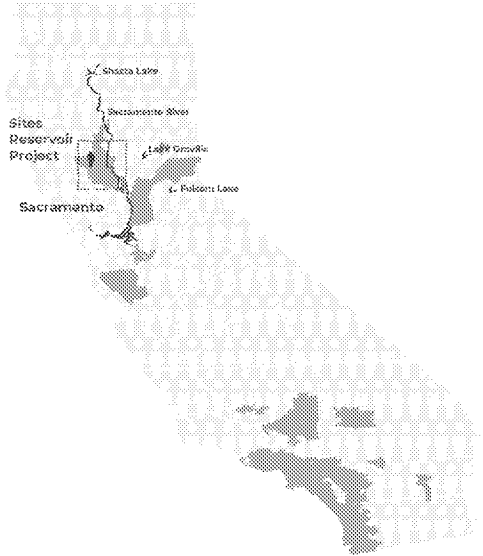 Shasta Lake
Sacramento River
Sites
Reservoir
Project
Lake Oroville
Folsom Lake
Sacramento